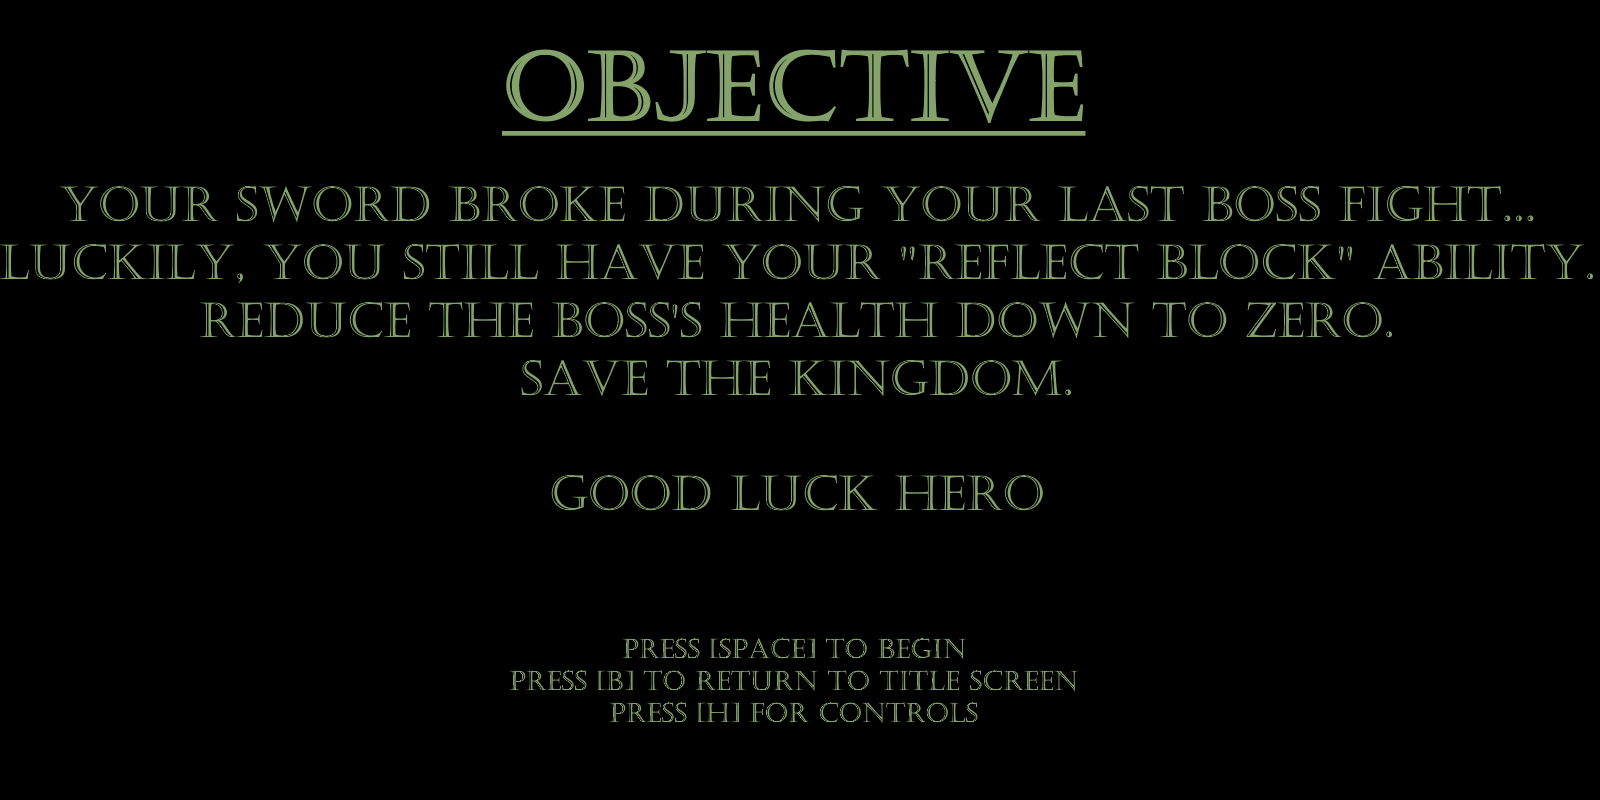 OBJECTIVE
YOUR SWORD BROKE DURING YOUR LAST BOSS FIGHT...
LUCKILY, YOU STILL HAVE YOUR "REFLECT BLOCK" ABILITY.
REDUCE THE BOSS'S HEALTH DOWN TO ZERO.
SAVE THE KINGDOM.
GOOD LUCK HERO
PRESS [SPACE] TO BEGIN
PRESS [B] TO RETURN TO TITLE SCREEN
PRESS [H] FOR CONTROLS